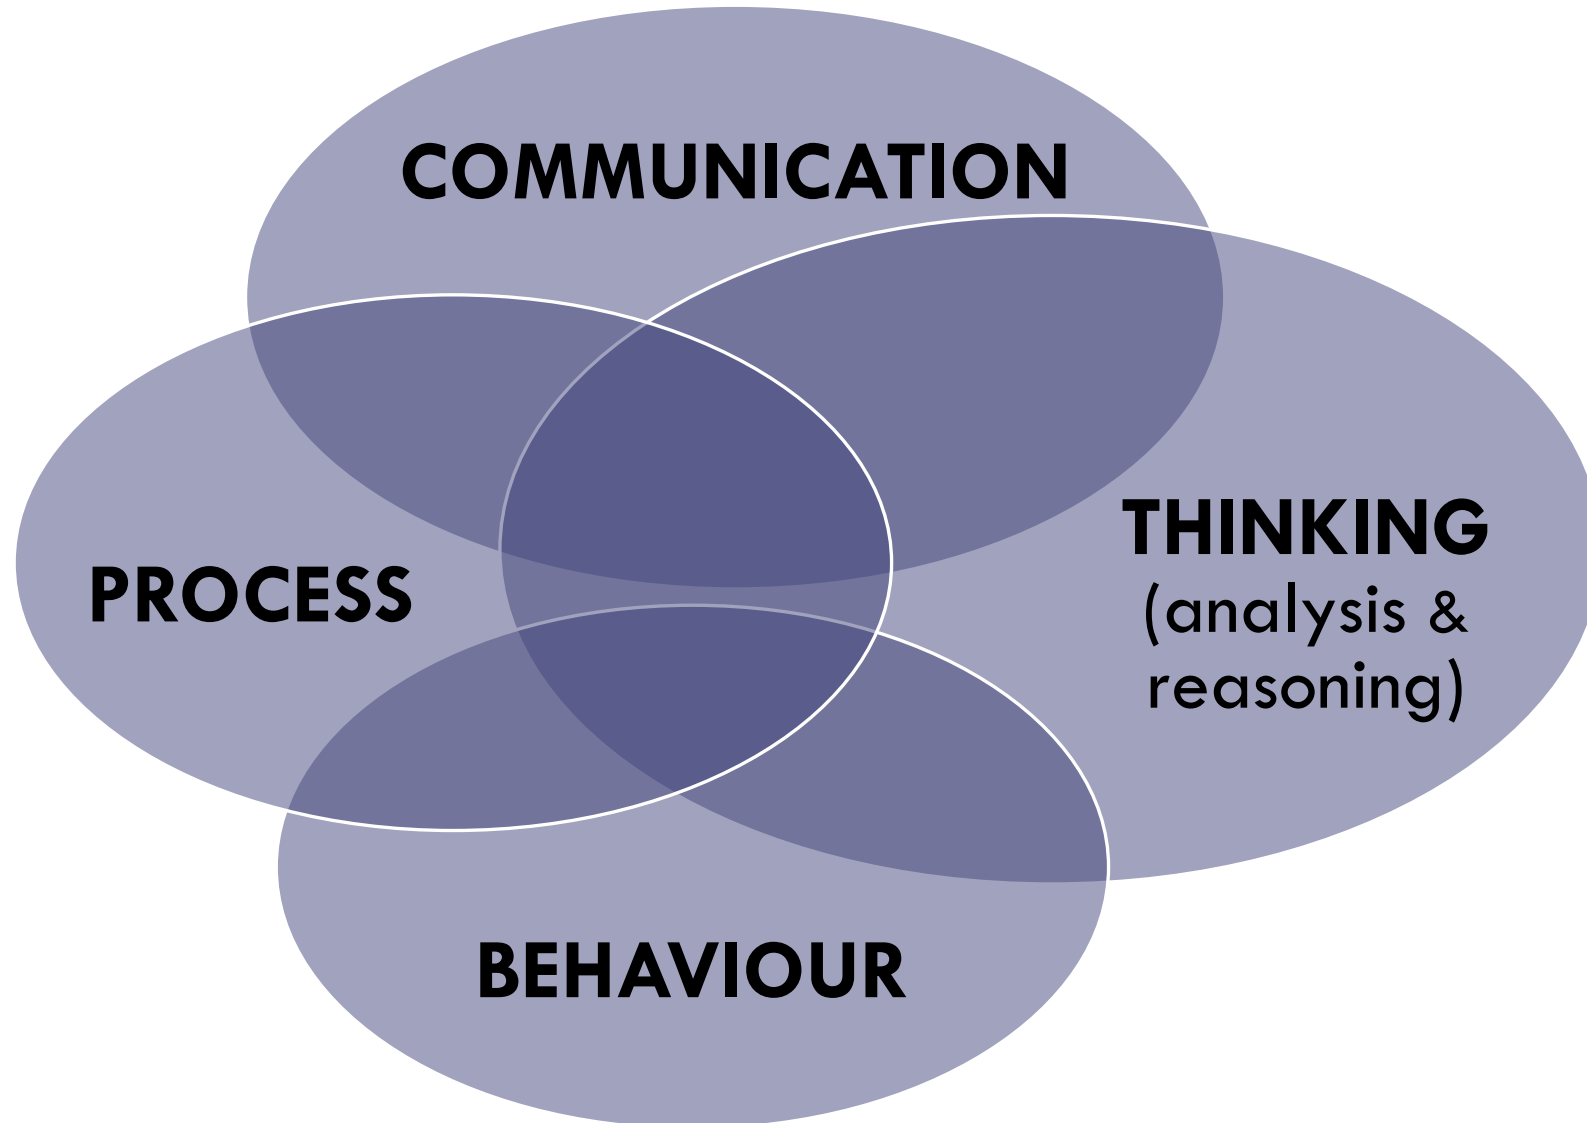 COMMUNICATION
THINKING
(analysis &
reasoning)
PROCESS
BEHAVIOUR